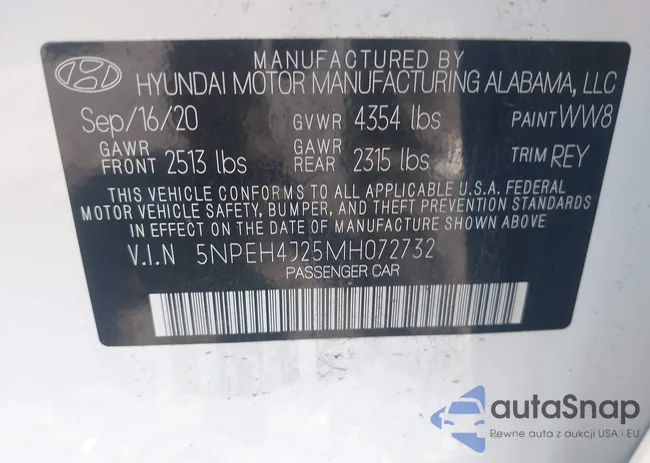 MANUFACTURED BY
HYUNDAI MOTOR MANUFACTURING ALABAMA, LLC
Sep/16/20 GVWR 4354 lbs PAINT WW8
GAWR FRONT 2513 lbs GAWR REAR 2315 lbs TRIM REY
THIS VEHICLE CONFORMS TO ALL APPLICABLE U.S.A. FEDERAL
MOTOR VEHICLE SAFETY, BUMPER, AND THEFT PREVENTION STANDARDS
IN EFFECT ON THE DATE OF MANUFACTURE SHOWN ABOVE
V.I.N 5NPEH4J25MH072732
PASSENGER CAR
autaSnap
Pewne auta z aukcji USA i EU